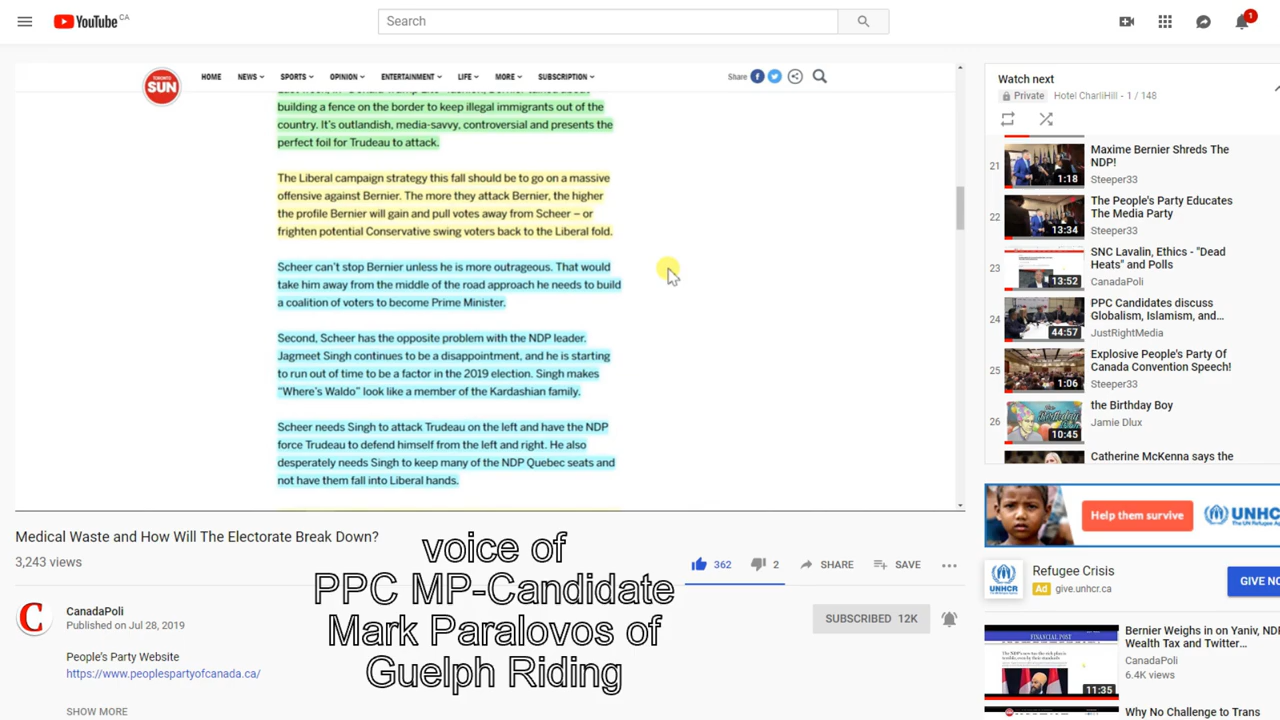 YouTube CA
Search
1
TORONTO SUN
HOME NEWS SPORTS OPINION ENTERTAINMENT LIFE MORE SUBSCRIPTION Share
building a fence on the border to keep illegal immigrants out of the
country. It's outlandish, media-savvy, controversial and presents the
perfect foil for Trudeau to attack.
The Liberal campaign strategy this fall should be to go on a massive
offensive against Bernier. The more they attack Bernier, the higher
the profile Bernier will gain and pull votes away from Scheer – or
frighten potential Conservative swing voters back to the Liberal fold.
Scheer can't stop Bernier unless he is more outrageous. That would
take him away from the middle of the road approach he needs to build
a coalition of voters to become Prime Minister.
Second, Scheer has the opposite problem with the NDP leader.
Jagmeet Singh continues to be a disappointment, and he is starting
to run out of time to be a factor in the 2019 election. Singh makes
"Where's Waldo" look like a member of the Kardashian family.
Scheer needs Singh to attack Trudeau on the left and have the NDP
force Trudeau to defend himself from the left and right. He also
desperately needs Singh to keep many of the NDP Quebec seats and
not have them fall into Liberal hands.
Medical Waste and How Will The Electorate Break Down?
3,243 views
362
2
SHARE
SAVE
C
CanadaPoli
Published on Jul 28, 2019
SUBSCRIBED 12K
People's Party Website
https://www.peoplespartyofcanada.ca/
SHOW MORE
voice of
PPC MP-Candidate
Mark Paralovos of
Guelph Riding
Watch next
Private Hotel CharliHill - 1 / 148
21
1:18
Maxime Bernier Shreds The
NDP!
Steeper33
22
13:34
The People's Party Educates
The Media Party
Steeper33
23
13:52
SNC Lavalin, Ethics - "Dead
Heats" and Polls
CanadaPoli
24
44:57
PPC Candidates discuss
Globalism, Islamism, and...
JustRightMedia
25
1:06
Explosive People's Party Of
Canada Convention Speech!
Steeper33
26
10:45
the Birthday Boy
Jamie Dlux
Catherine McKenna says the
Help them survive
UNHC
UNHCR
Refugee Crisis
Ad give.unhcr.ca
GIVE NO
FINANCIAL POST
11:35
Bernier Weighs in on Yaniv, NDP
Wealth Tax and Twitter...
CanadaPoli
6.4K views
Why No Challenge to Trans